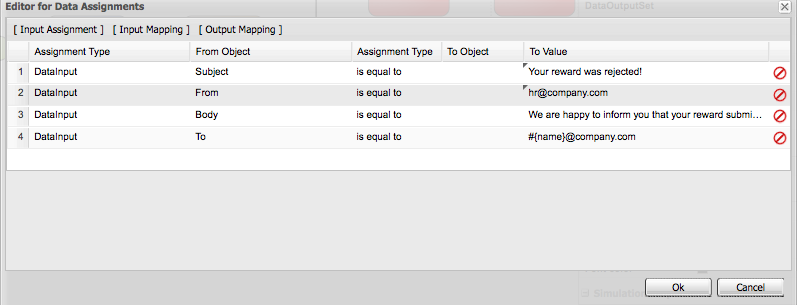 Editor for Data Assignments
DataOutputSet
[ Input Assignment ] [ Input Mapping ] [ Output Mapping ]
Assignment Type From Object Assignment Type To Object To Value
1 DataInput Subject is equal to Your reward was rejected!
2 DataInput From is equal to hr@company.com
3 DataInput Body is equal to We are happy to inform you that your reward submi...
4 DataInput To is equal to #{name}@company.com
Ok Cancel
Simulation